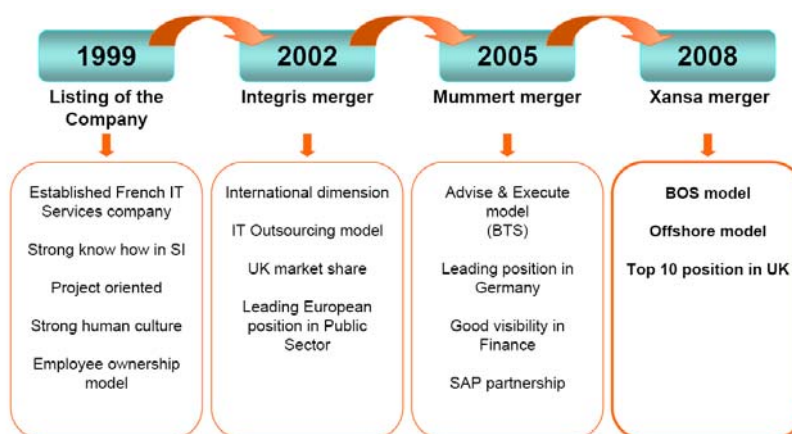 1999
Listing of the
Company
Established French IT
Services company
Strong know how in SI
Project oriented
Strong human culture
Employee ownership
model
2002
Integris merger
International dimension
IT Outsourcing model
UK market share
Leading European
position in Public
Sector
2005
Mummert merger
Advise & Execute
model
(BTS)
Leading position in
Germany
Good visibility in
Finance
SAP partnership
2008
Xansa merger
BOS model
Offshore model
Top 10 position in UK